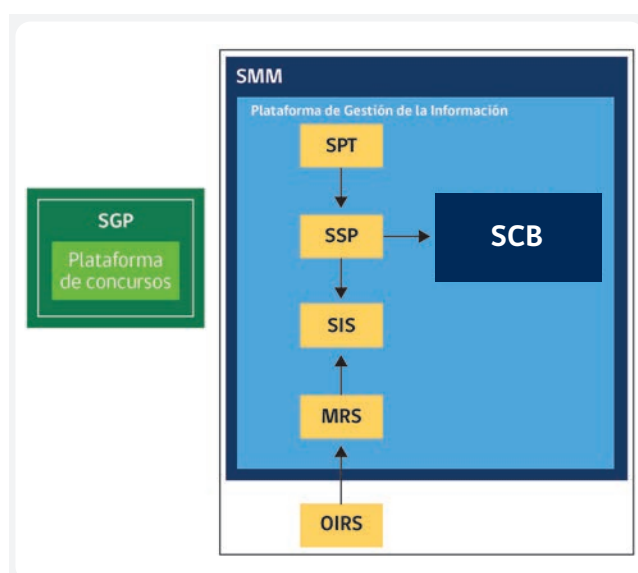 SMM
Plataforma de Gestión de la Información
SPT
SSP
SCB
SIS
MRS
OIRS
SGP
Plataforma
de concursos